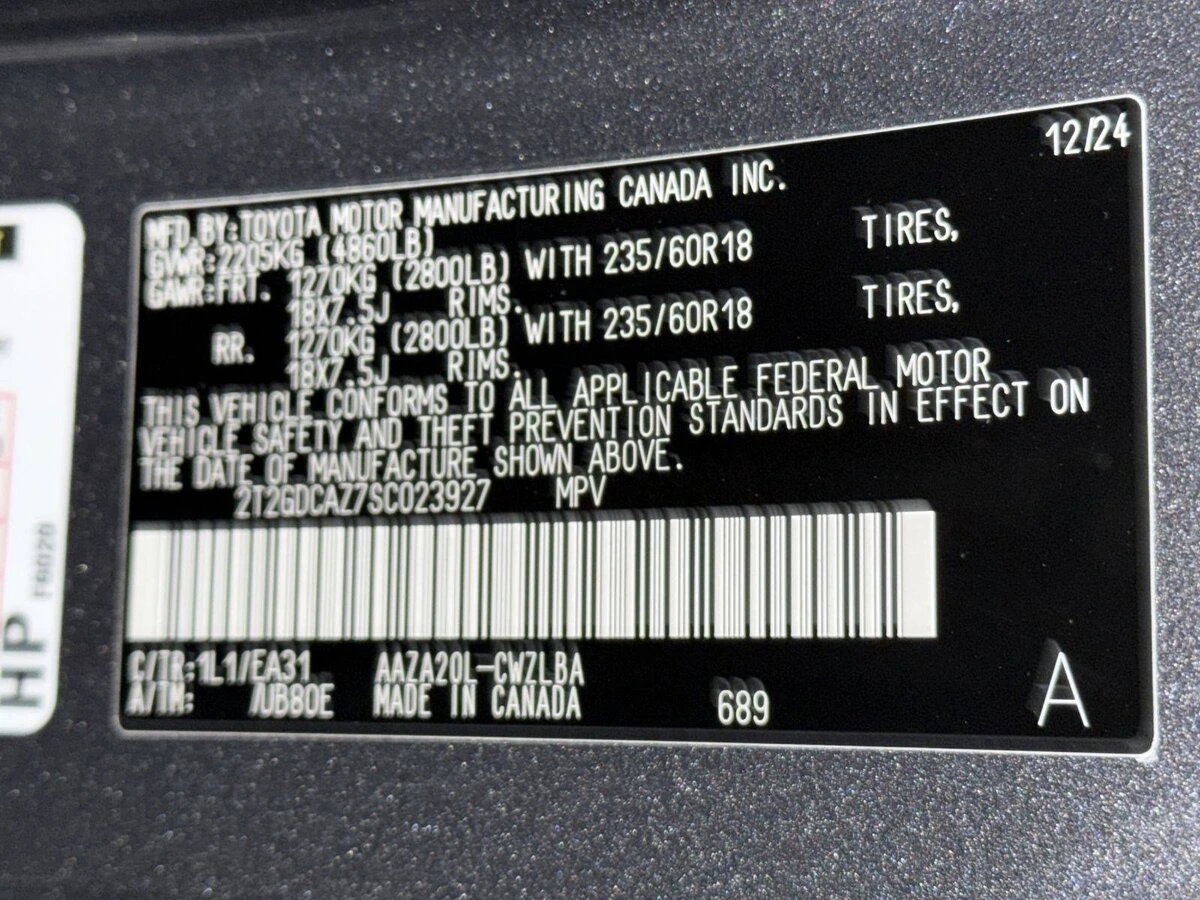 12/24
MFD.BY:TOYOTA MOTOR MANUFACTURING CANADA INC.
GVWR:2205KG (4860LB)
GAWR:FRT. 1270KG (2800LB) WITH 235/60R18 TIRES,
18X7.5J RIMS.
RR. 1270KG (2800LB) WITH 235/60R18 TIRES,
18X7.5J RIMS.
THIS VEHICLE CONFORMS TO ALL APPLICABLE FEDERAL MOTOR
VEHICLE SAFETY AND THEFT PREVENTION STANDARDS IN EFFECT ON
THE DATE OF MANUFACTURE SHOWN ABOVE.
2T2GDCAZ7SC023927 MPV
C/TR:1L1/EA31 AAZA20L-CWZLBA
A/TM: /UB80E MADE IN CANADA 689
A
HP F6020